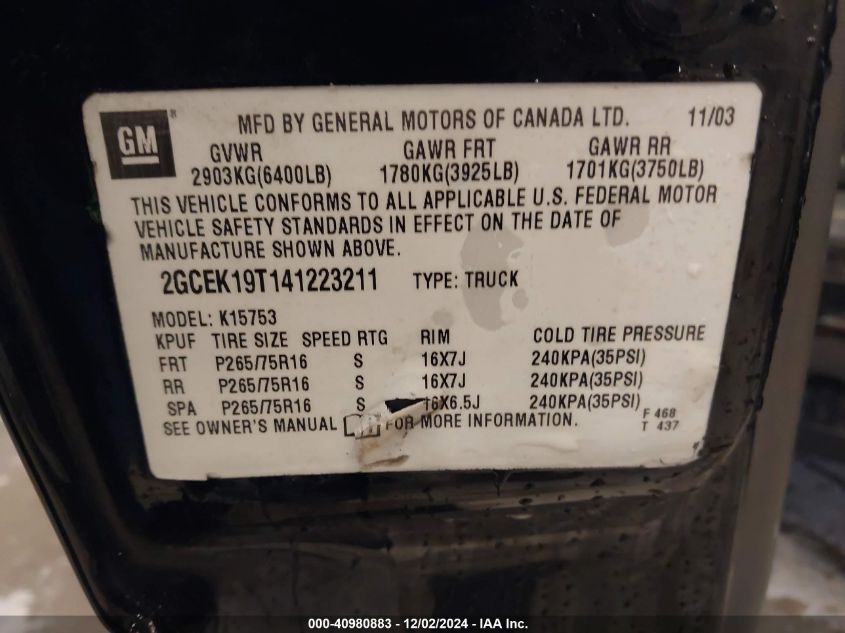 GM ® MFD BY GENERAL MOTORS OF CANADA LTD. 11/03
GVWR GAWR FRT GAWR RR
2903KG(6400LB) 1780KG(3925LB) 1701KG(3750LB)
THIS VEHICLE CONFORMS TO ALL APPLICABLE U.S. FEDERAL MOTOR
VEHICLE SAFETY STANDARDS IN EFFECT ON THE DATE OF
MANUFACTURE SHOWN ABOVE.
2GCEK19T141223211 TYPE: TRUCK
MODEL: K15753
KPUF TIRE SIZE SPEED RTG RIM COLD TIRE PRESSURE
FRT P265/75R16 S 16X7J 240KPA(35PSI)
RR P265/75R16 S 16X7J 240KPA(35PSI)
SPA P265/75R16 S 16X6.5J 240KPA(35PSI)
SEE OWNER'S MANUAL FOR MORE INFORMATION.
F 468
T 437
000-40980883 - 12/02/2024 - IAA Inc.